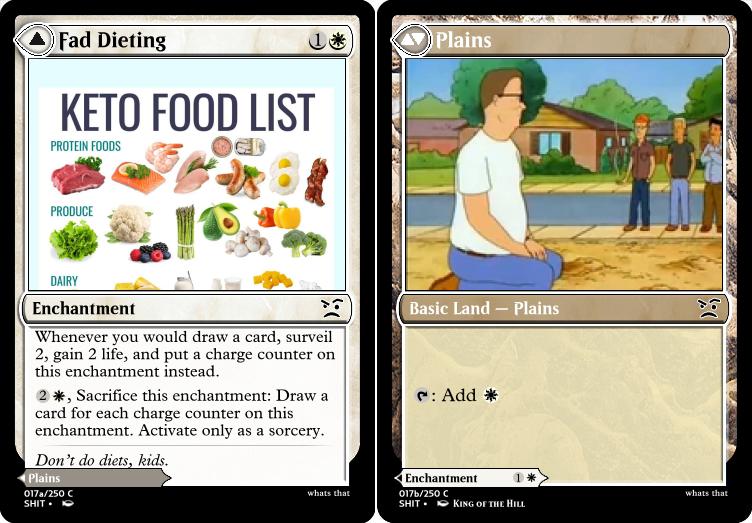 Fad Dieting 1
KETO FOOD LIST
PROTEIN FOODS
PRODUCE
DAIRY
Enchantment
Whenever you would draw a card, surveil
2, gain 2 life, and put a charge counter on
this enchantment instead.
2 , Sacrifice this enchantment: Draw a
card for each charge counter on this
enchantment. Activate only as a sorcery.
Don't do diets, kids.
Plains
017a/250 C
SHIT •
whats that
Plains
Basic Land — Plains
: Add
Enchantment 1
017b/250 C
SHIT • King of the Hill
whats that